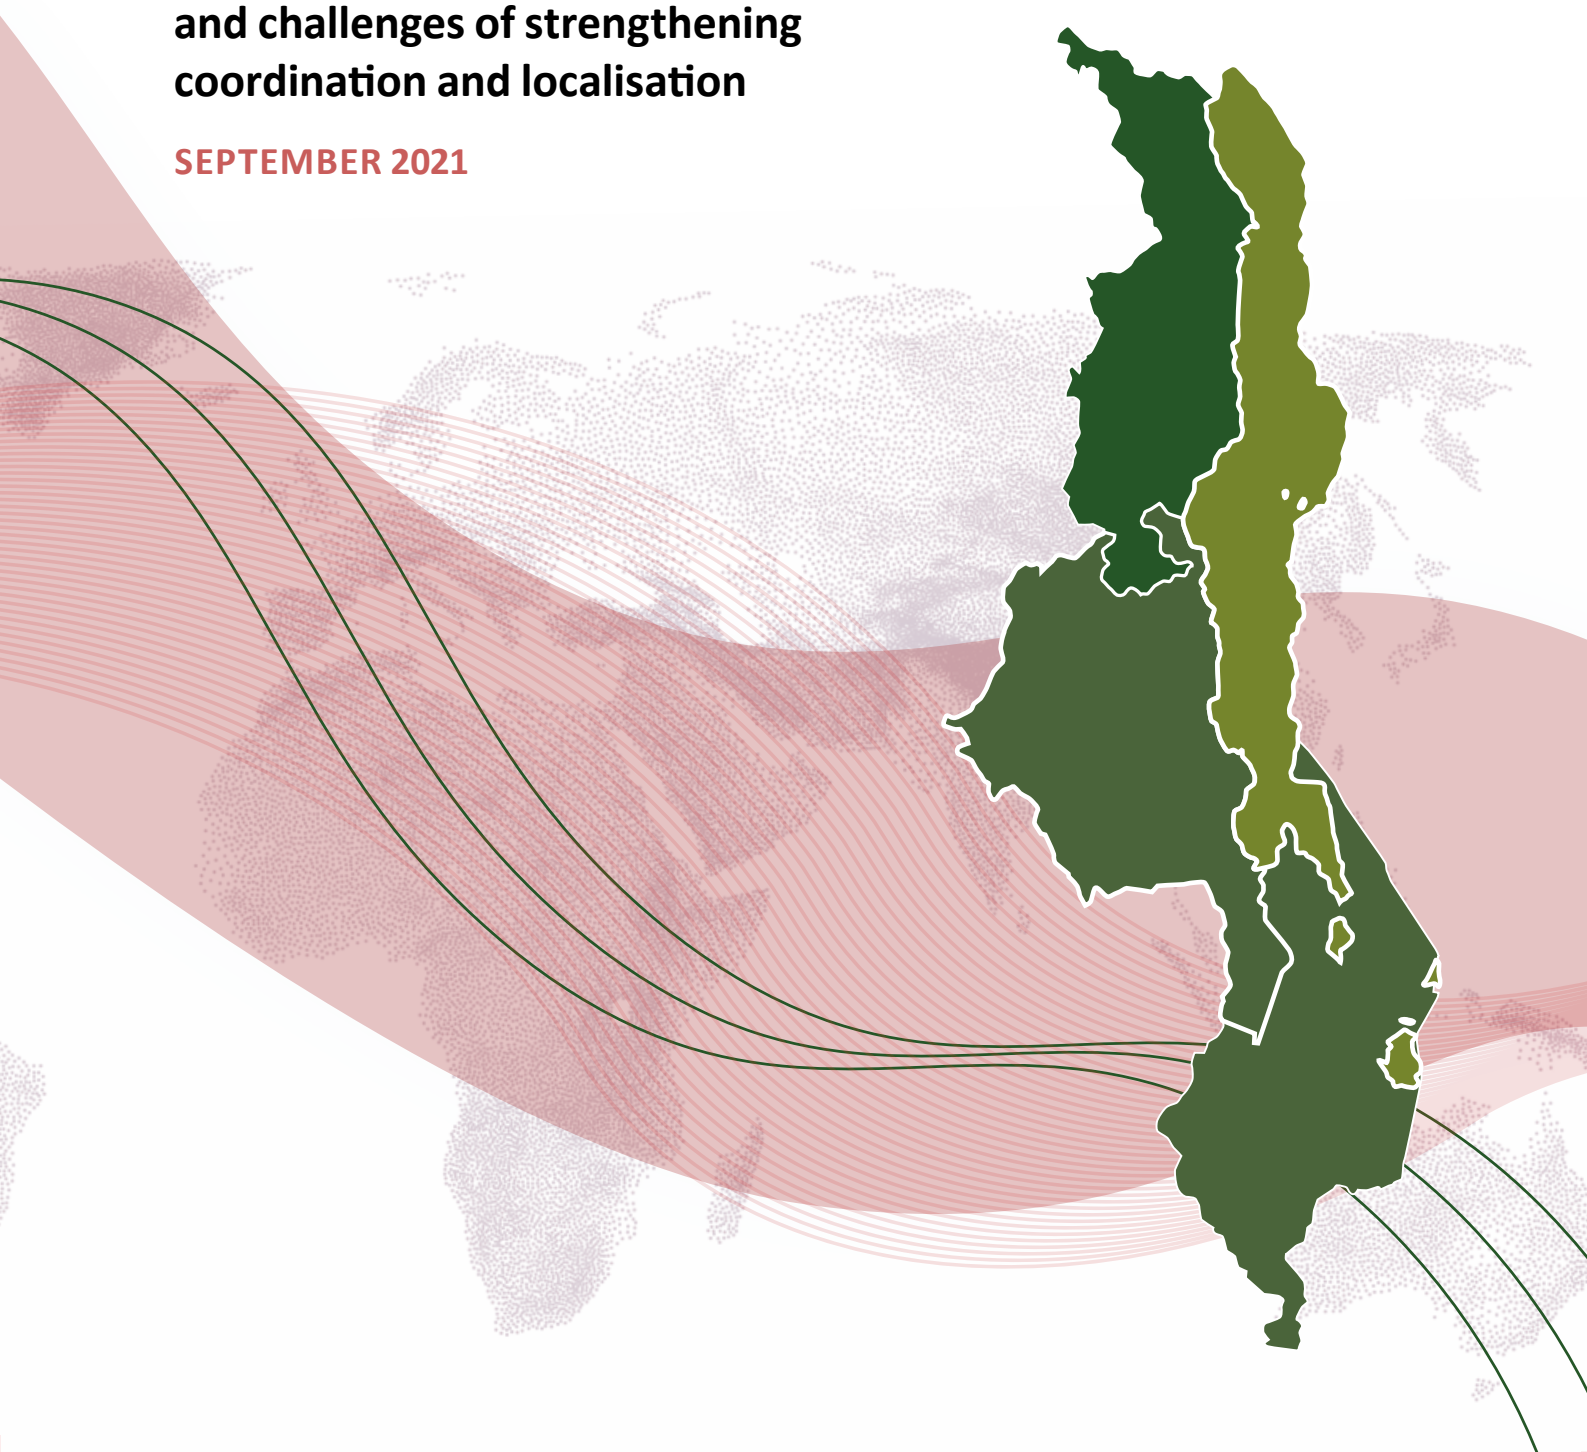 and challenges of strengthening
coordination and localisation
SEPTEMBER 2021